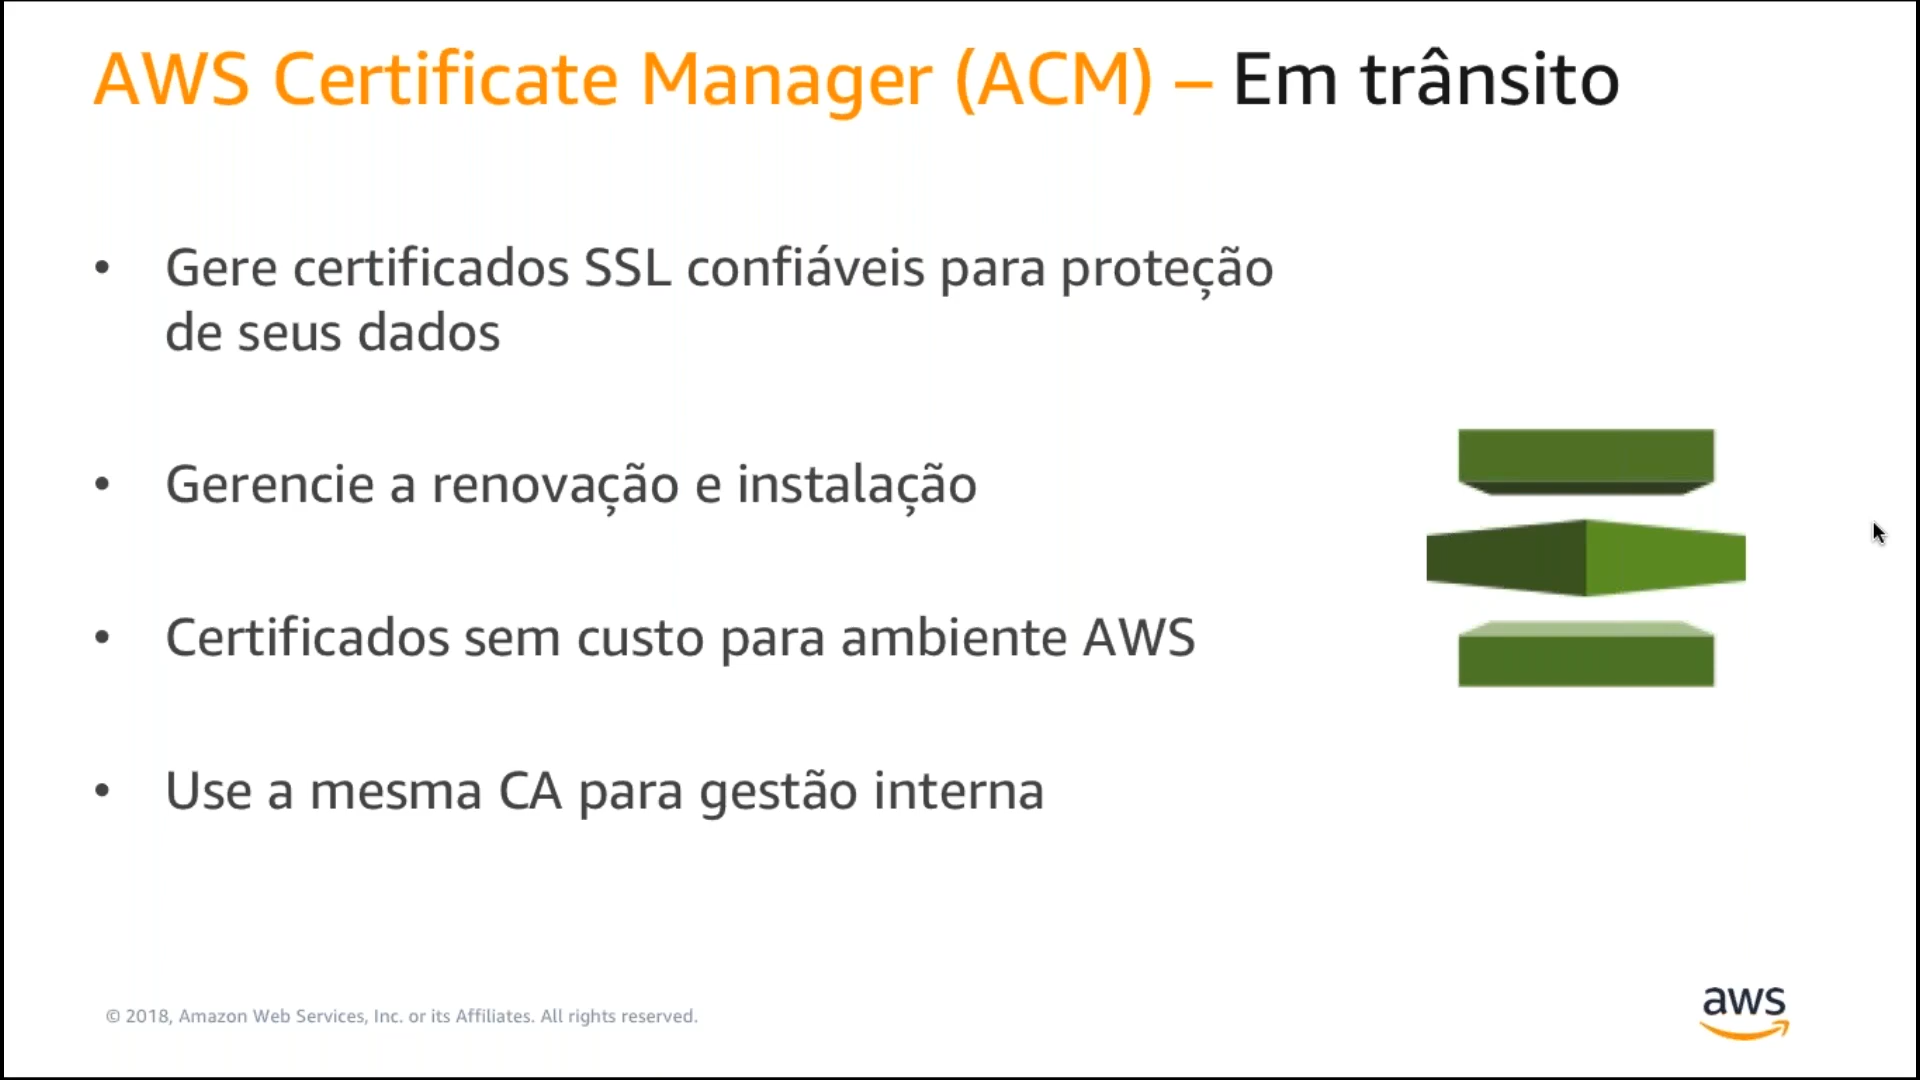 AWS Certificate Manager (ACM) – Em trânsito
• Gere certificados SSL confiáveis para proteção
de seus dados
• Gerencie a renovação e instalação
• Certificados sem custo para ambiente AWS
• Use a mesma CA para gestão interna
© 2018, Amazon Web Services, Inc. or its Affiliates. All rights reserved.
aws